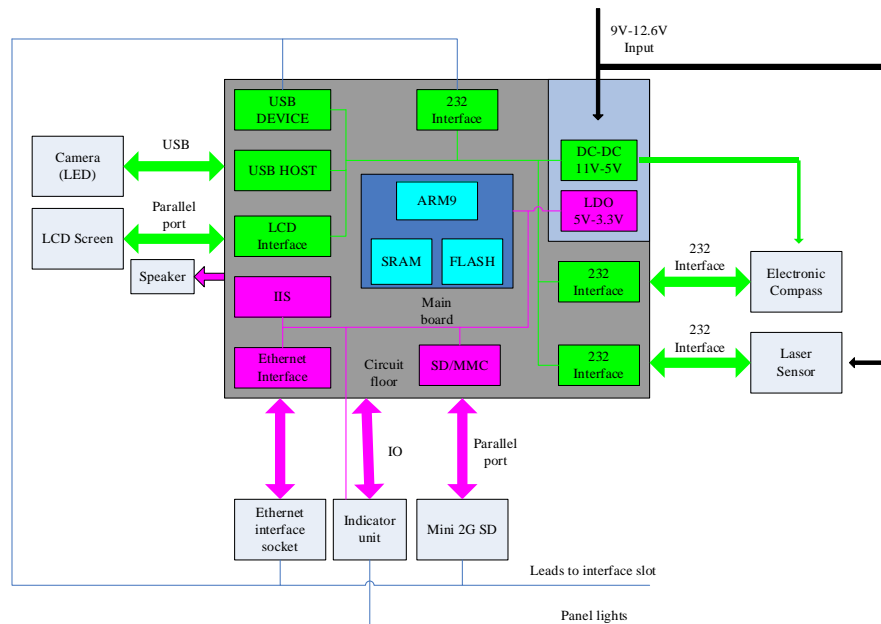 9V-12.6V
Input
USB
DEVICE
232
Interface
USB
Camera
(LED)
USB HOST
DC-DC
11V-5V
ARM9
LDO
5V-3.3V
Parallel
port
LCD Screen
LCD
Interface
SRAM
FLASH
Speaker
232
Interface
232
Interface
Electronic
Compass
IIS
Main
board
232
Interface
Ethernet
Interface
Circuit
floor
SD/MMC
232
Interface
Laser
Sensor
IO
Parallel
port
Ethernet
interface
socket
Indicator
unit
Mini 2G SD
Leads to interface slot
Panel lights